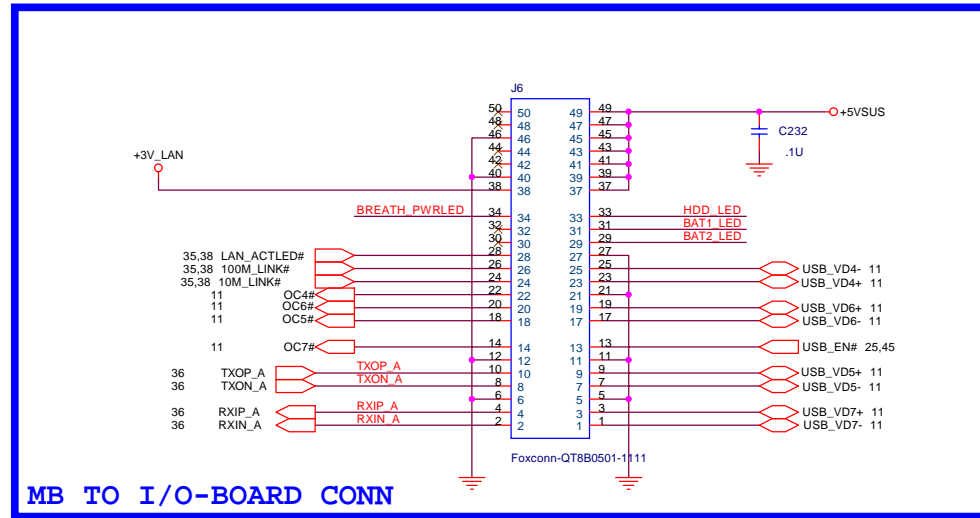 J6
50 50 49 49 +5VSUS
48 48 47 47
46 46 45 45 C232
44 44 43 43 .1U
42 42 41 41
+3V_LAN
40 40 39 39
38 38 37 37
BREATH_PWRLED 34 34 33 33 HDD_LED
32 32 31 31 BAT1_LED
30 30 29 29 BAT2_LED
35,38 LAN_ACTLED# 28 28 27 27
35,38 100M_LINK# 26 26 25 25 USB_VD4- 11
35,38 10M_LINK# 24 24 23 23 USB_VD4+ 11
11 OC4# 22 22 21 21
11 OC6# 20 20 19 19 USB_VD6+ 11
11 OC5# 18 18 17 17 USB_VD6- 11
11 OC7# 14 14 13 13 USB_EN# 25,45
12 12 11 11
36 TXOP_A TXOP_A 10 10 9 9 USB_VD5+ 11
36 TXON_A TXON_A 8 8 7 7 USB_VD5- 11
6 6 5 5
36 RXIP_A RXIP_A 4 4 3 3 USB_VD7+ 11
36 RXIN_A RXIN_A 2 2 1 1 USB_VD7- 11
Foxconn-QT8B0501-1111
MB TO I/O-BOARD CONN